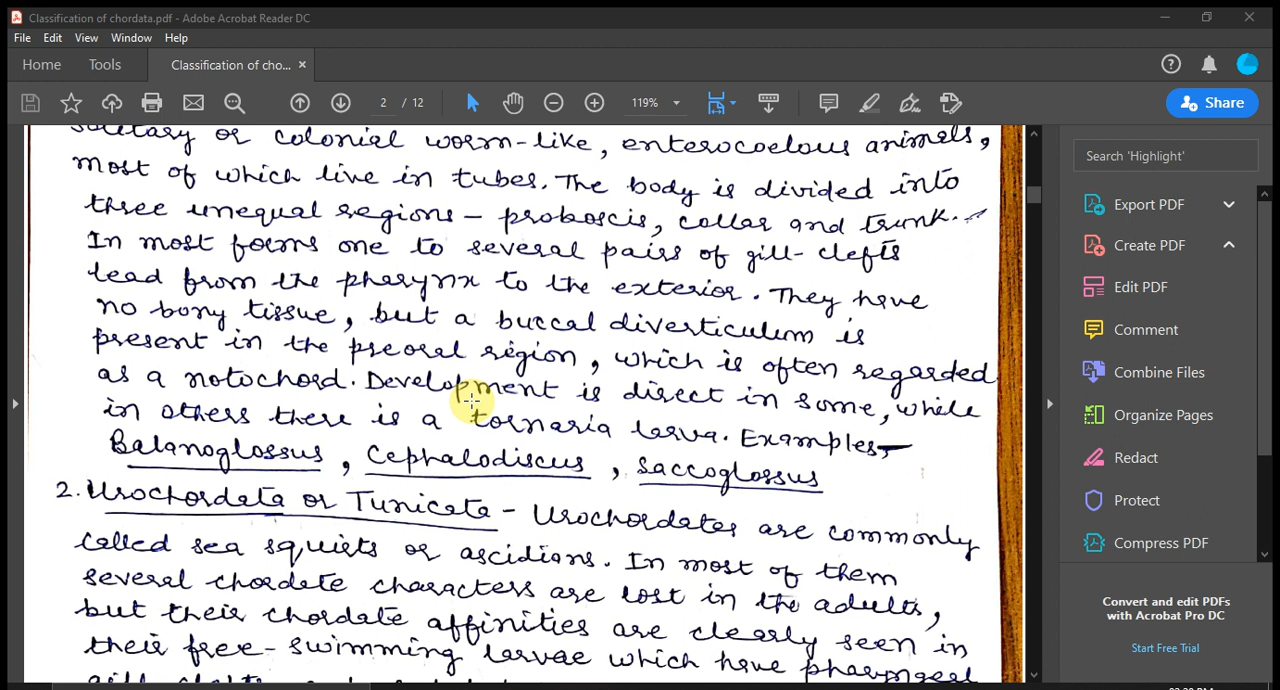 Classification of chordata.pdf - Adobe Acrobat Reader DC
File Edit View Window Help
Home Tools Classification of cho... ×
2 / 12 119% Share
solitary or colonial worm-like, enterocoelous animals,
most of which live in tubes. The body is divided into
three unequal regions - proboscis, collar and trunk.
In most forms one to several pairs of gill-clefts
lead from the pharynx to the exterior. They have
no bony tissue, but a buccal diverticulum is
present in the preoral region, which is often regarded
as a notochord. Development is direct in some, while
in others there is a tornaria larva. Examples,-
Balanoglossus, Cephalodiscus, Saccoglossus
2. Urochordata or Tunicata - Urochordates are commonly
called sea squirts or ascidians. In most of them
several chordate characters are lost in the adults,
but their chordate affinities are clearly seen in
their free-swimming larvae which have pharyngeal
Search 'Highlight'
Export PDF
Create PDF
Edit PDF
Comment
Combine Files
Organize Pages
Redact
Protect
Compress PDF
Convert and edit PDFs
with Acrobat Pro DC
Start Free Trial